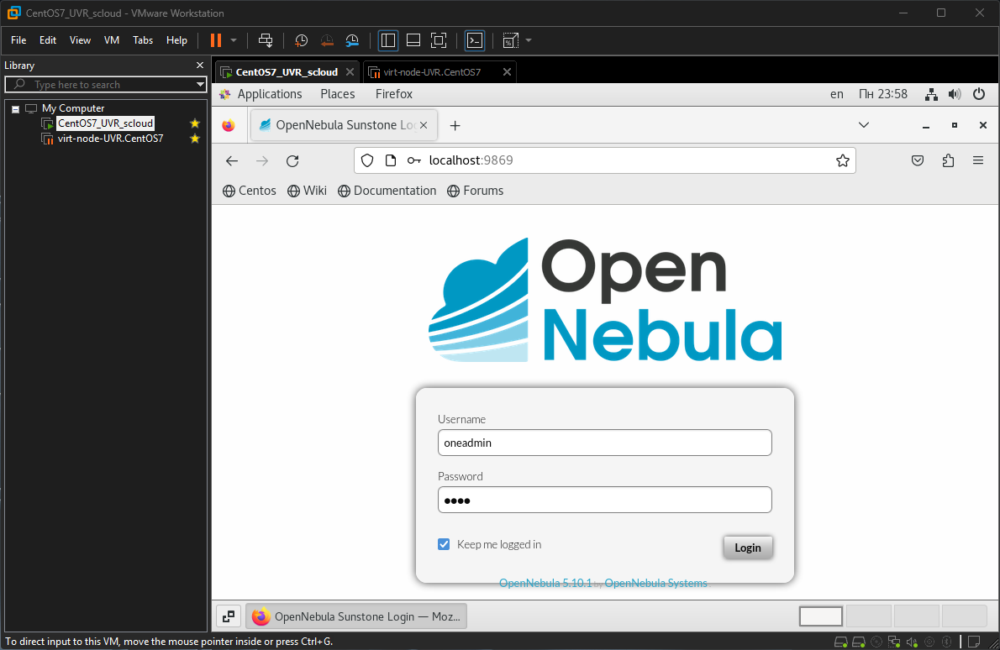 CentOS7_UVR_scloud - VMware Workstation
File Edit View VM Tabs Help
Library
Type here to search
My Computer
CentOS7_UVR_scloud
virt-node-UVR.CentOS7
CentOS7_UVR_scloud virt-node-UVR.CentOS7
Applications Places Firefox en Пн 23:58
OpenNebula Sunstone Lo
localhost:9869
Centos Wiki Documentation Forums
Open
Nebula
Username
oneadmin
Password
Keep me logged in Login
OpenNebula 5.10.1 by OpenNebula Systems
OpenNebula Sunstone Login — Moz...
To direct input to this VM, move the mouse pointer inside or press Ctrl+G.